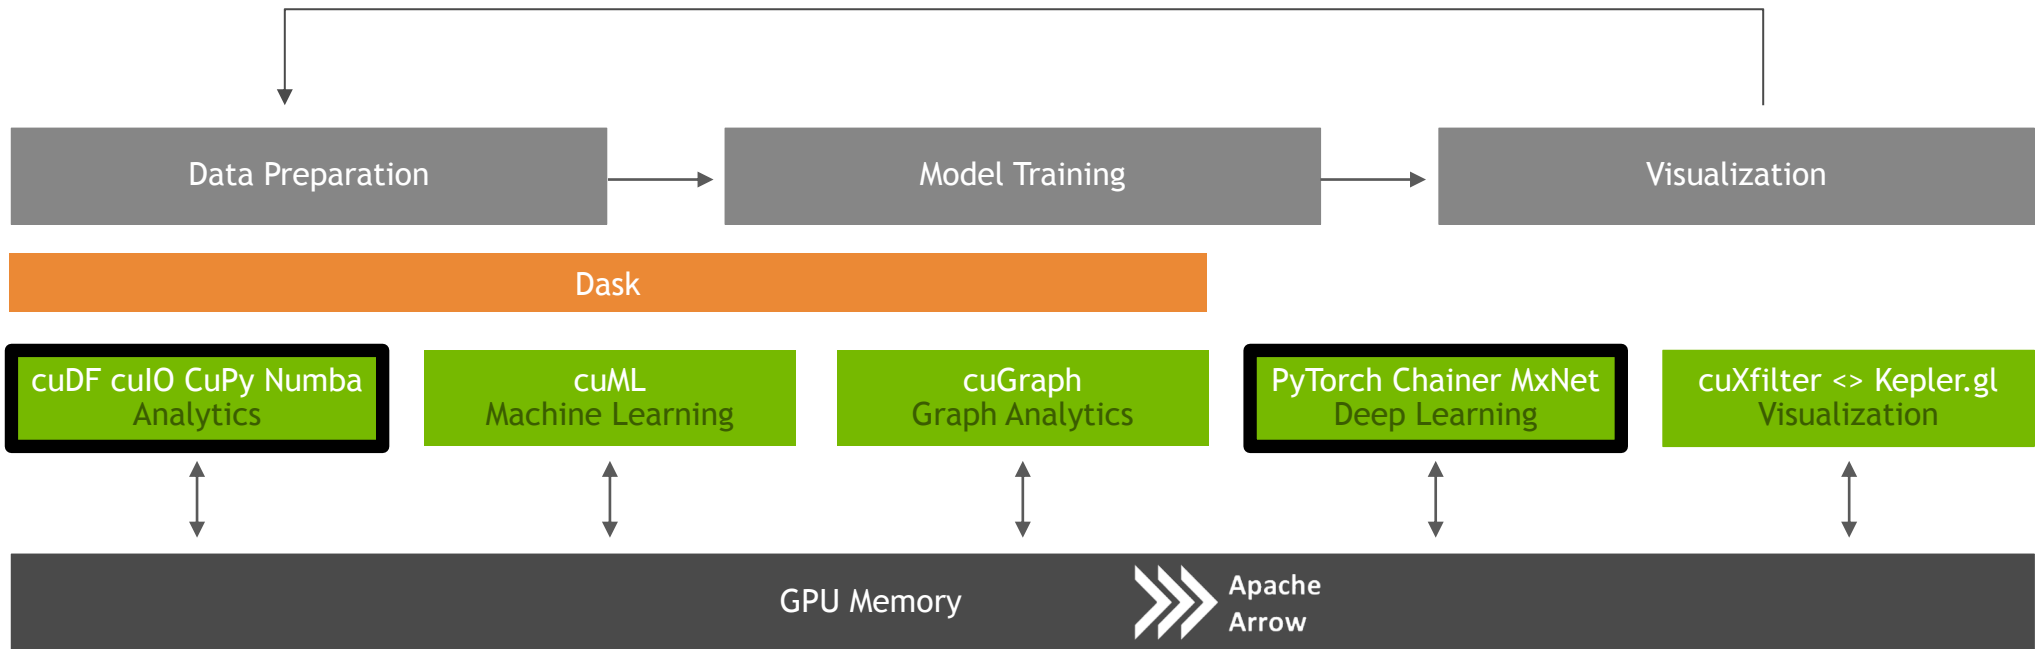 Data Preparation
Model Training
Visualization
Dask
cuDF cuIO CuPy Numba
Analytics
cuML
Machine Learning
cuGraph
Graph Analytics
PyTorch Chainer MxNet
Deep Learning
cuXfilter <> Kepler.gl
Visualization
GPU Memory
Apache
Arrow